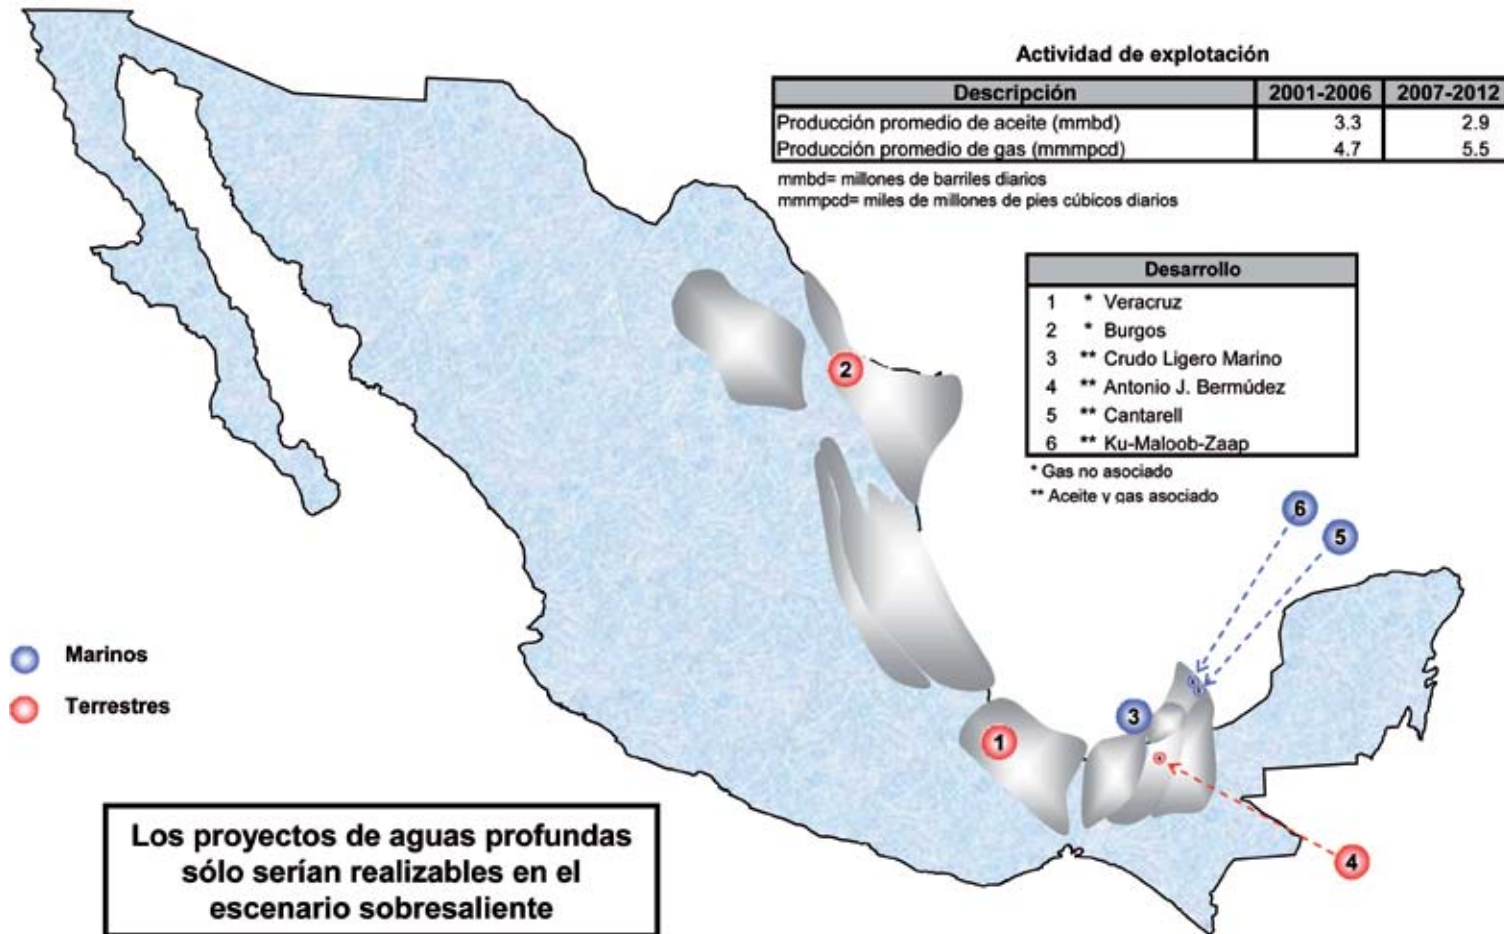 Actividad de explotación
Descripción 2001-2006 2007-2012
Producción promedio de aceite (mmbd) 3.3 2.9
Producción promedio de gas (mmmpcd) 4.7 5.5
mmbd= millones de barriles diarios
mmmpcd= miles de millones de pies cúbicos diarios
Desarrollo
1 * Veracruz
2 * Burgos
3 ** Crudo Ligero Marino
4 ** Antonio J. Bermúdez
5 ** Cantarell
6 ** Ku-Maloob-Zaap
* Gas no asociado
** Aceite y gas asociado
2
6
5
3
1
4
Marinos
Terrestres
Los proyectos de aguas profundas
sólo serían realizables en el
escenario sobresaliente